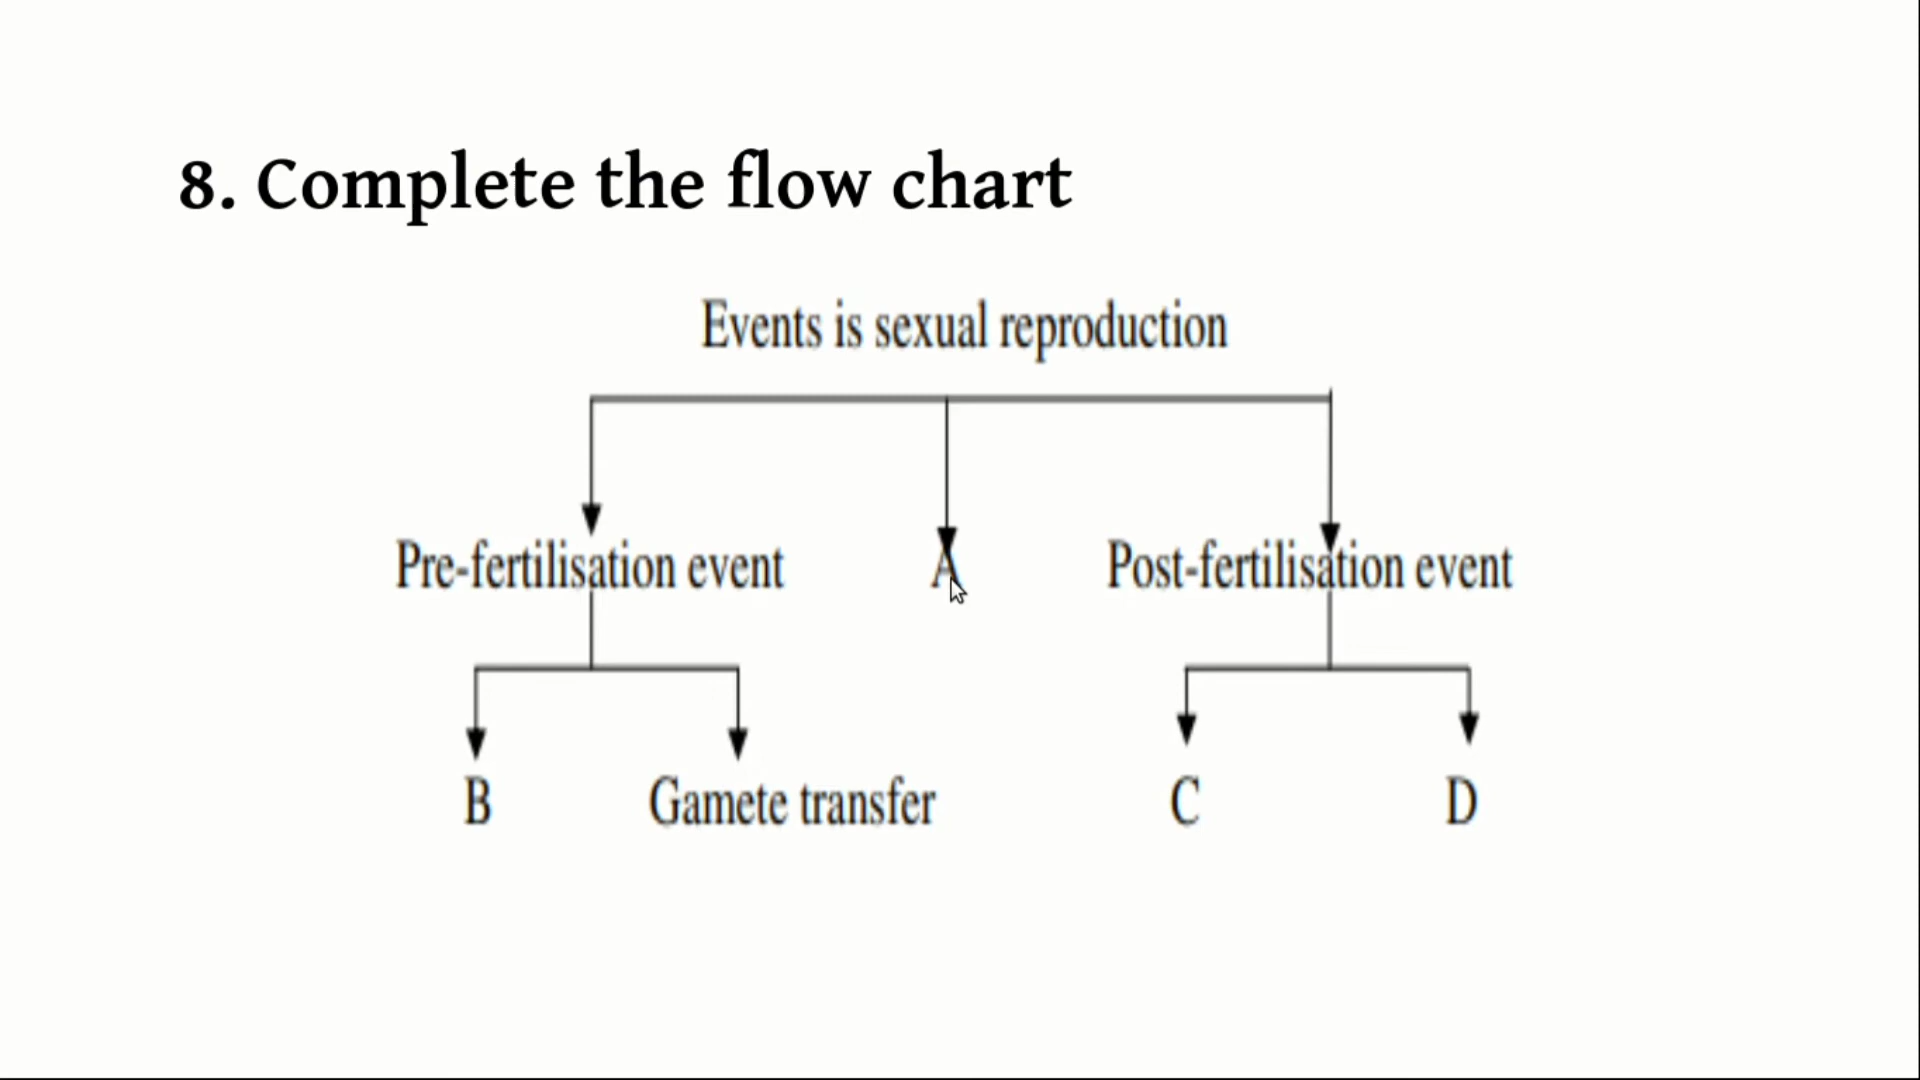 8. Complete the flow chart
Events is sexual reproduction
Pre-fertilisation event A Post-fertilisation event
B Gamete transfer C D